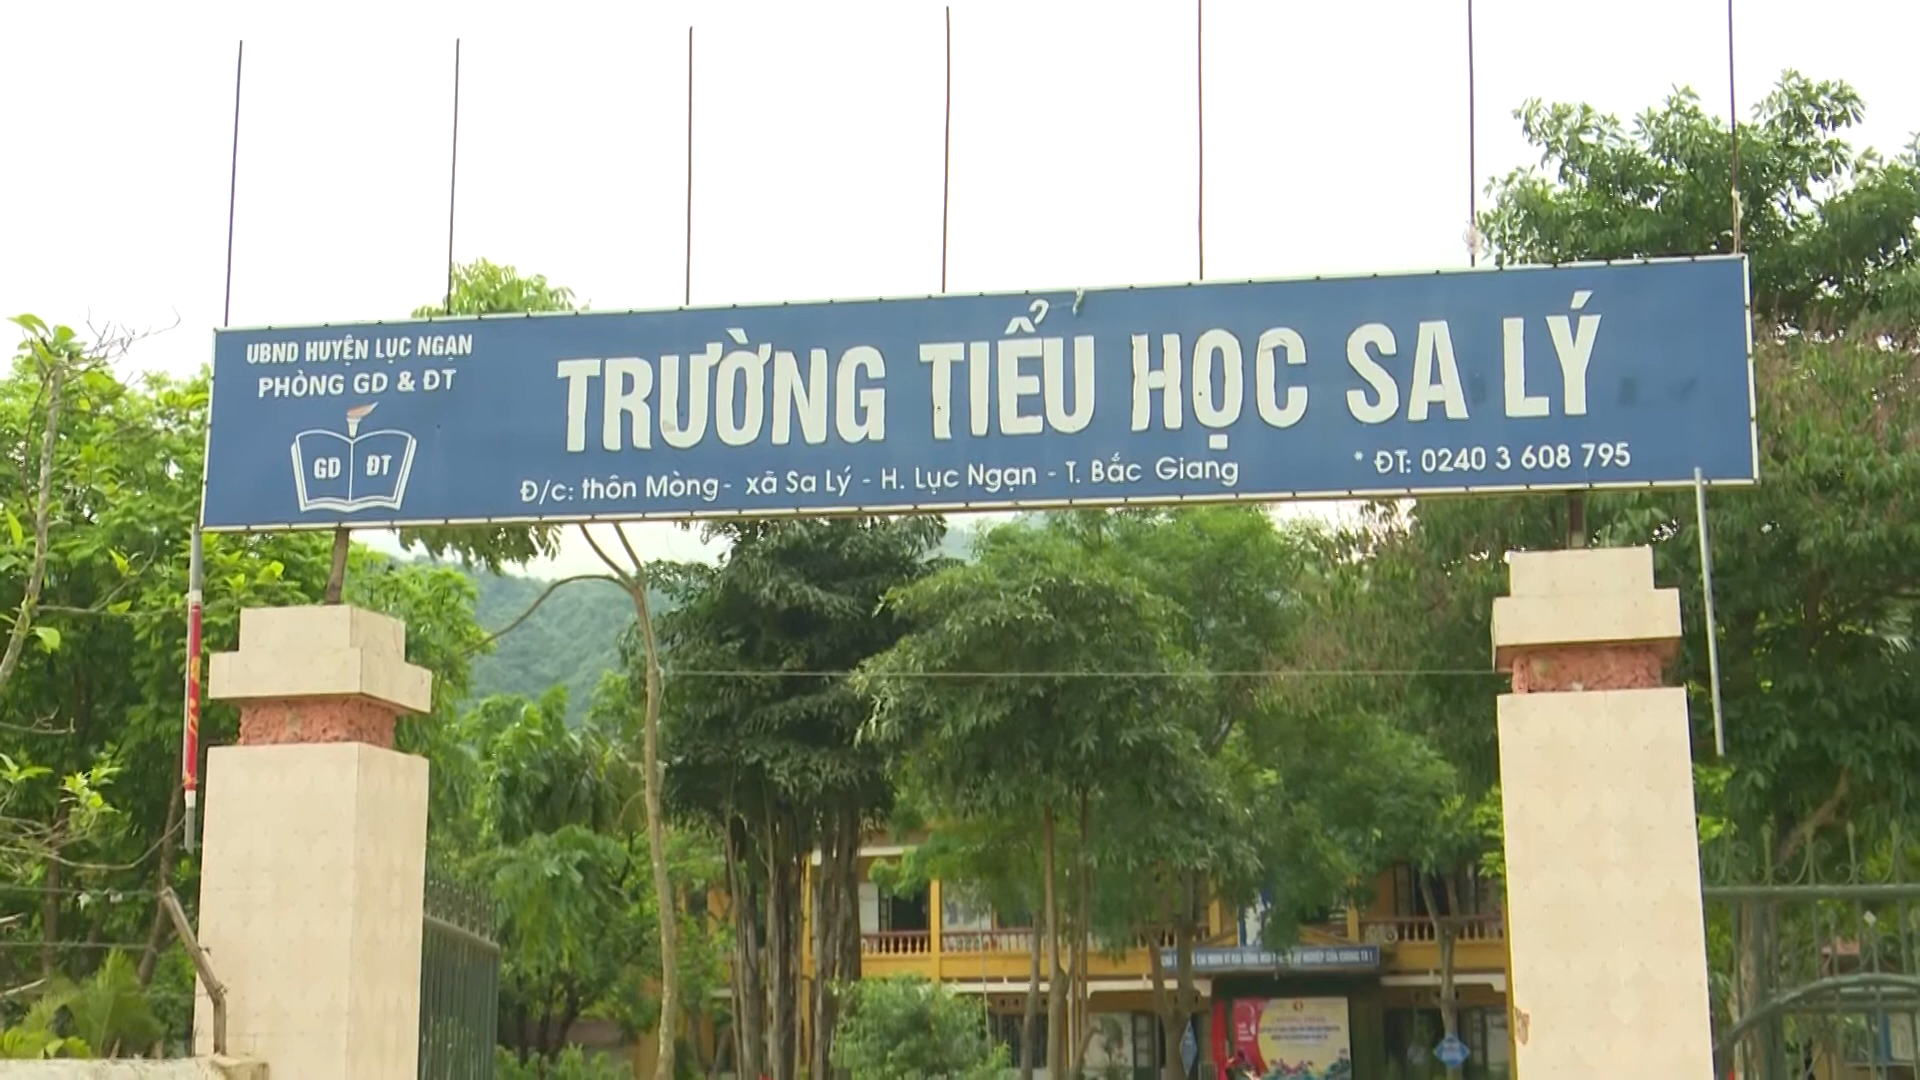 UBND HUYỆN LỤC NGẠN
PHÒNG GD & ĐT
GD ĐT
TRƯỜNG TIỂU HỌC SA LÝ
Đ/c: thôn Mòng - xã Sa Lý - H. Lục Ngạn - T. Bắc Giang
* ĐT: 0240 3 608 795